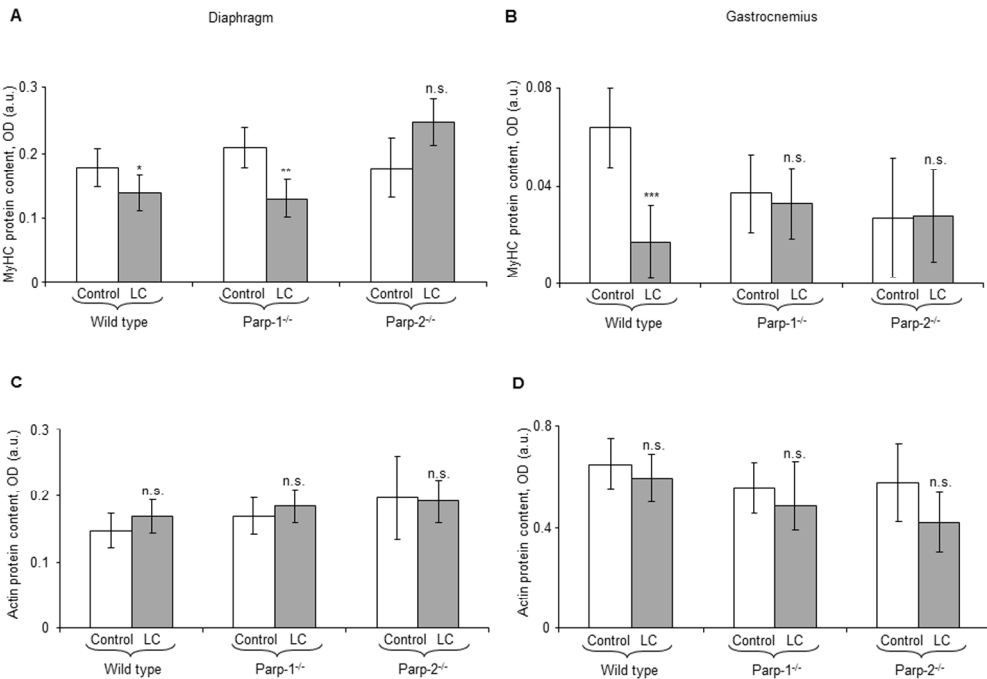 A
Diaphragm
MyHC protein content, OD (a.u.)
0.3
0.2
0.1
0
*
**
n.s.
Control LC
Control LC
Control LC
Wild type
Parp-1-/-
Parp-2-/-
B
Gastrocnemius
MyHC protein content, OD (a.u.)
0.08
0.04
0
***
n.s.
n.s.
Control LC
Control LC
Control LC
Wild type
Parp-1-/-
Parp-2-/-
C
Actin protein content, OD (a.u.)
0.3
0.2
0.1
0
n.s.
n.s.
n.s.
Control LC
Control LC
Control LC
Wild type
Parp-1-/-
Parp-2-/-
D
Actin protein content, OD (a.u.)
0.8
0.4
0
n.s.
n.s.
n.s.
Control LC
Control LC
Control LC
Wild type
Parp-1-/-
Parp-2-/-